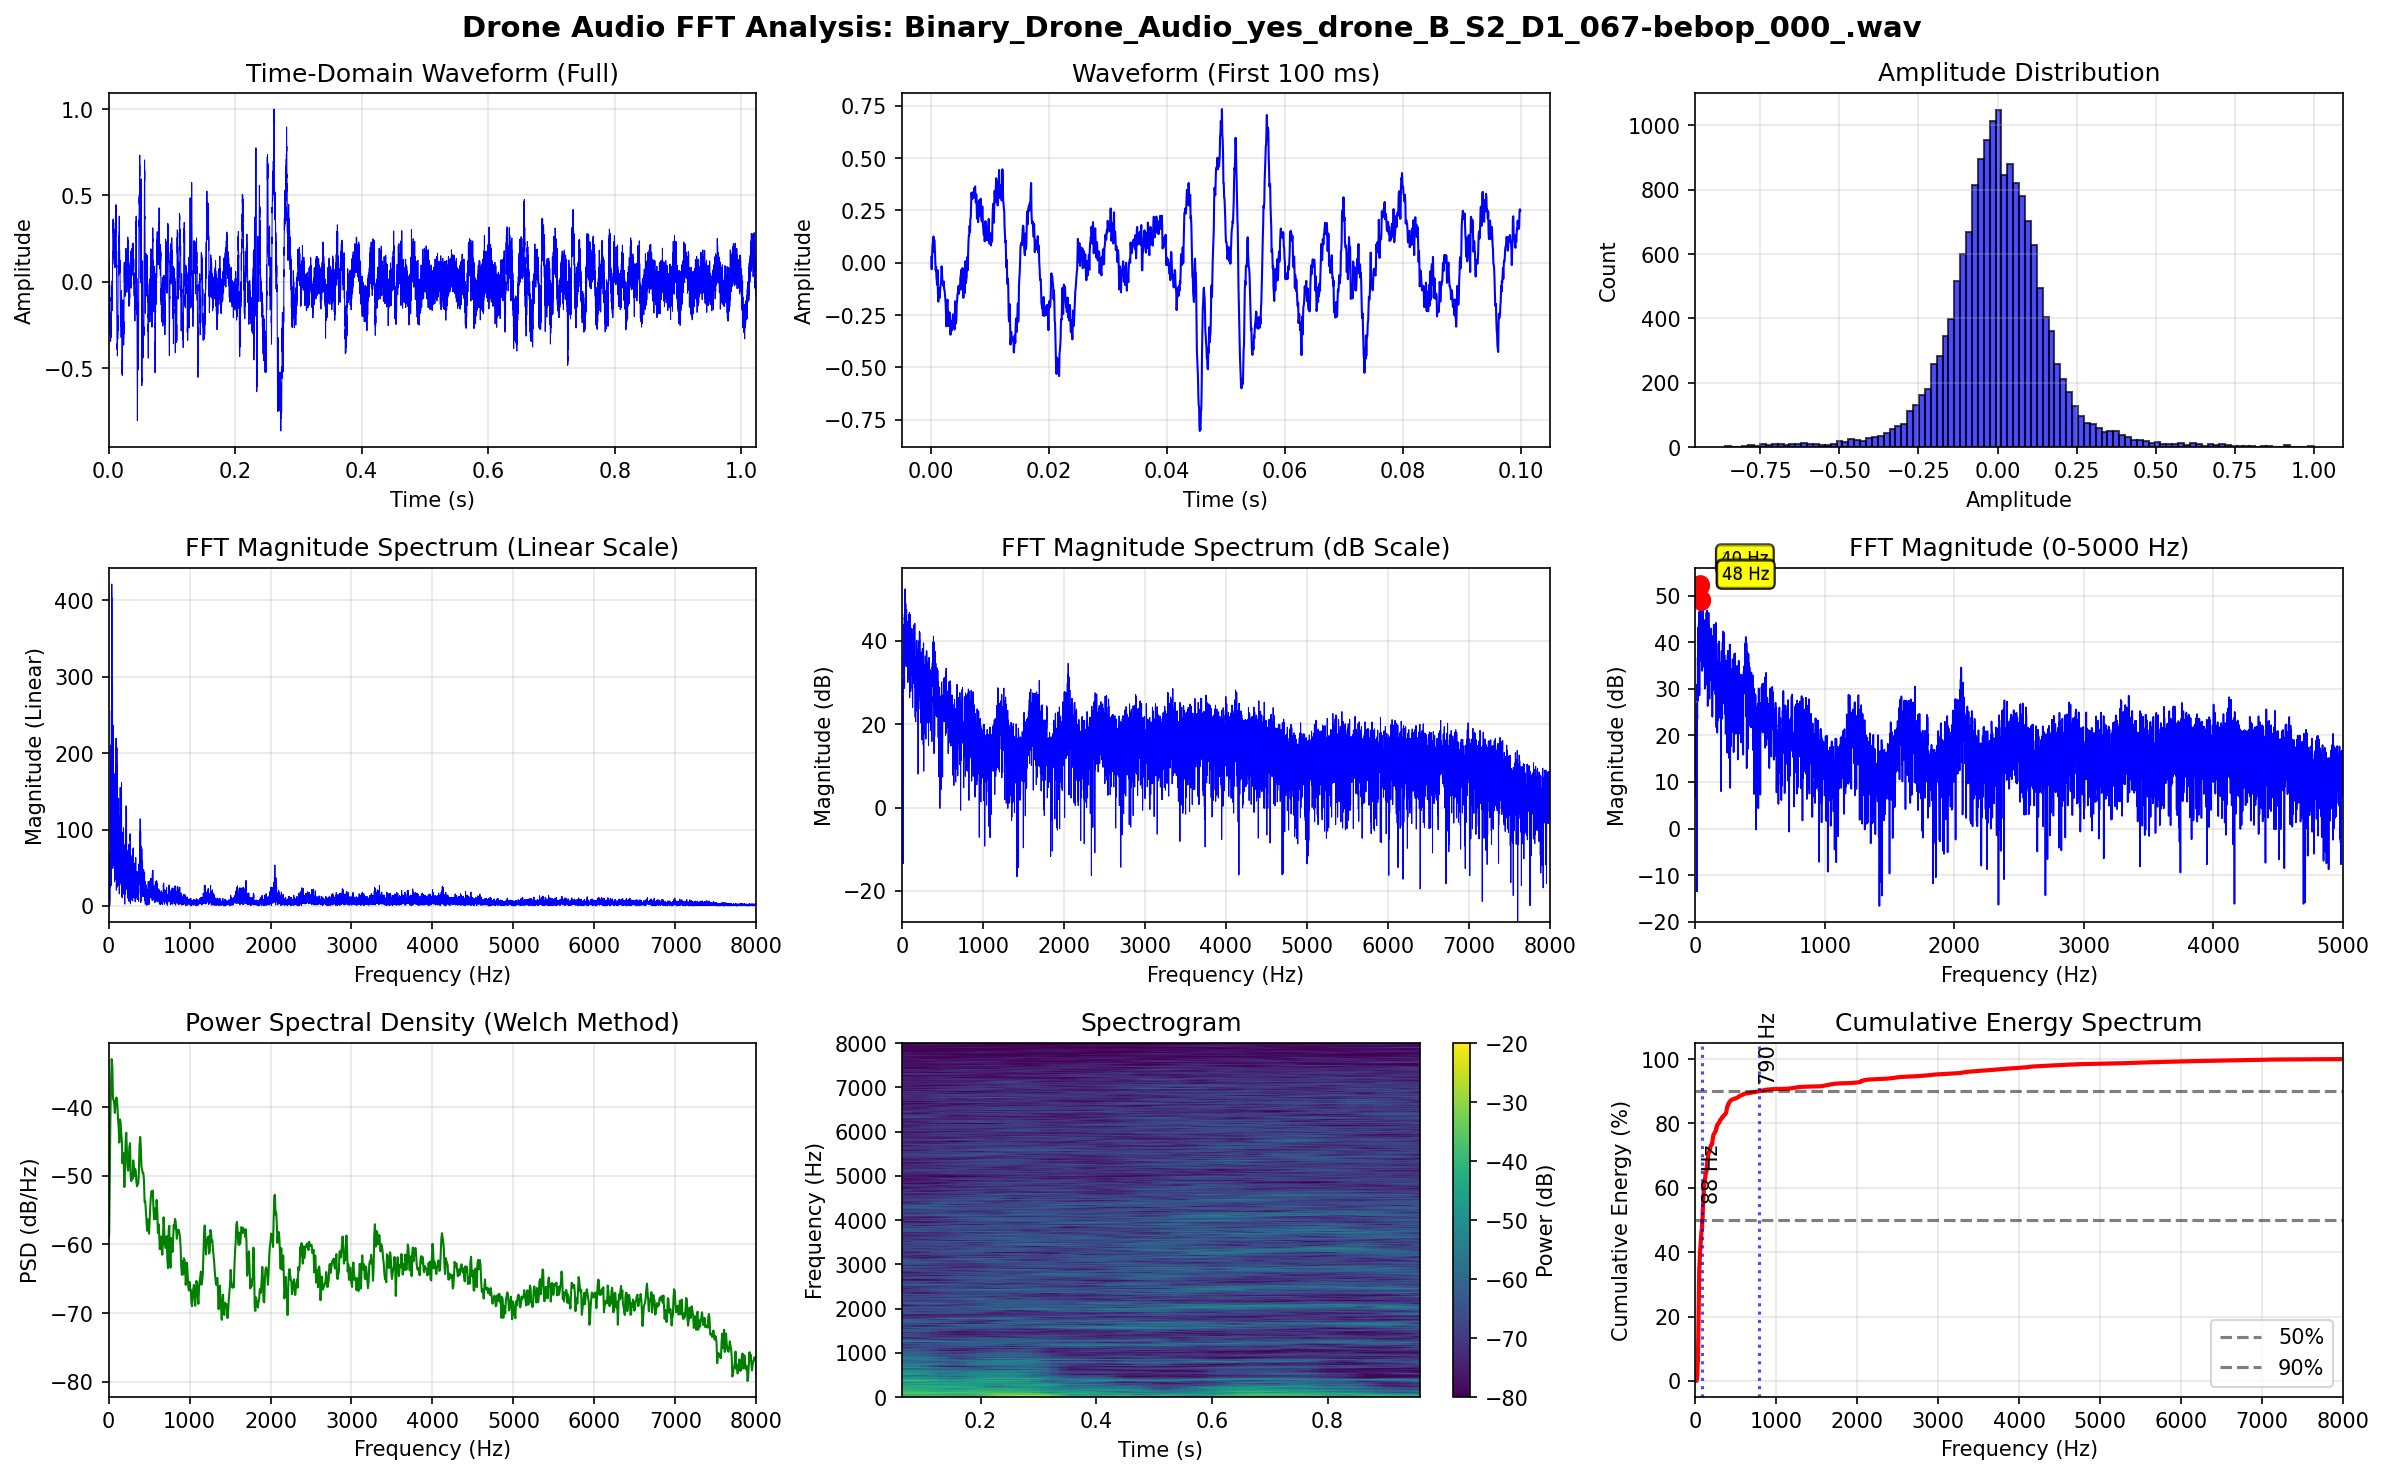 Drone Audio FFT Analysis: Binary_Drone_Audio_yes_drone_B_S2_D1_067-bebop_000_.wav
Time-Domain Waveform (Full)
1.0
0.5
0.0
−0.5
Amplitude
0.0 0.2 0.4 0.6 0.8 1.0
Time (s)
Waveform (First 100 ms)
0.75
0.50
0.25
0.00
−0.25
−0.50
−0.75
Amplitude
0.00 0.02 0.04 0.06 0.08 0.10
Time (s)
Amplitude Distribution
1000
800
600
400
200
0
Count
−0.75 −0.50 −0.25 0.00 0.25 0.50 0.75 1.00
Amplitude
FFT Magnitude Spectrum (Linear Scale)
400
300
200
100
0
Magnitude (Linear)
0 1000 2000 3000 4000 5000 6000 7000 8000
Frequency (Hz)
FFT Magnitude Spectrum (dB Scale)
40
20
0
−20
Magnitude (dB)
0 1000 2000 3000 4000 5000 6000 7000 8000
Frequency (Hz)
FFT Magnitude (0-5000 Hz)
40 Hz
48 Hz
50
40
30
20
10
0
−10
−20
Magnitude (dB)
0 1000 2000 3000 4000 5000
Frequency (Hz)
Power Spectral Density (Welch Method)
−40
−50
−60
−70
−80
PSD (dB/Hz)
0 1000 2000 3000 4000 5000 6000 7000 8000
Frequency (Hz)
Spectrogram
8000
7000
6000
5000
4000
3000
2000
1000
0
Frequency (Hz)
0.2 0.4 0.6 0.8
Time (s)
−20
−30
−40
−50
−60
−70
−80
Power (dB)
Cumulative Energy Spectrum
790 Hz
88 Hz
100
80
60
40
20
0
Cumulative Energy (%)
50%
90%
0 1000 2000 3000 4000 5000 6000 7000 8000
Frequency (Hz)